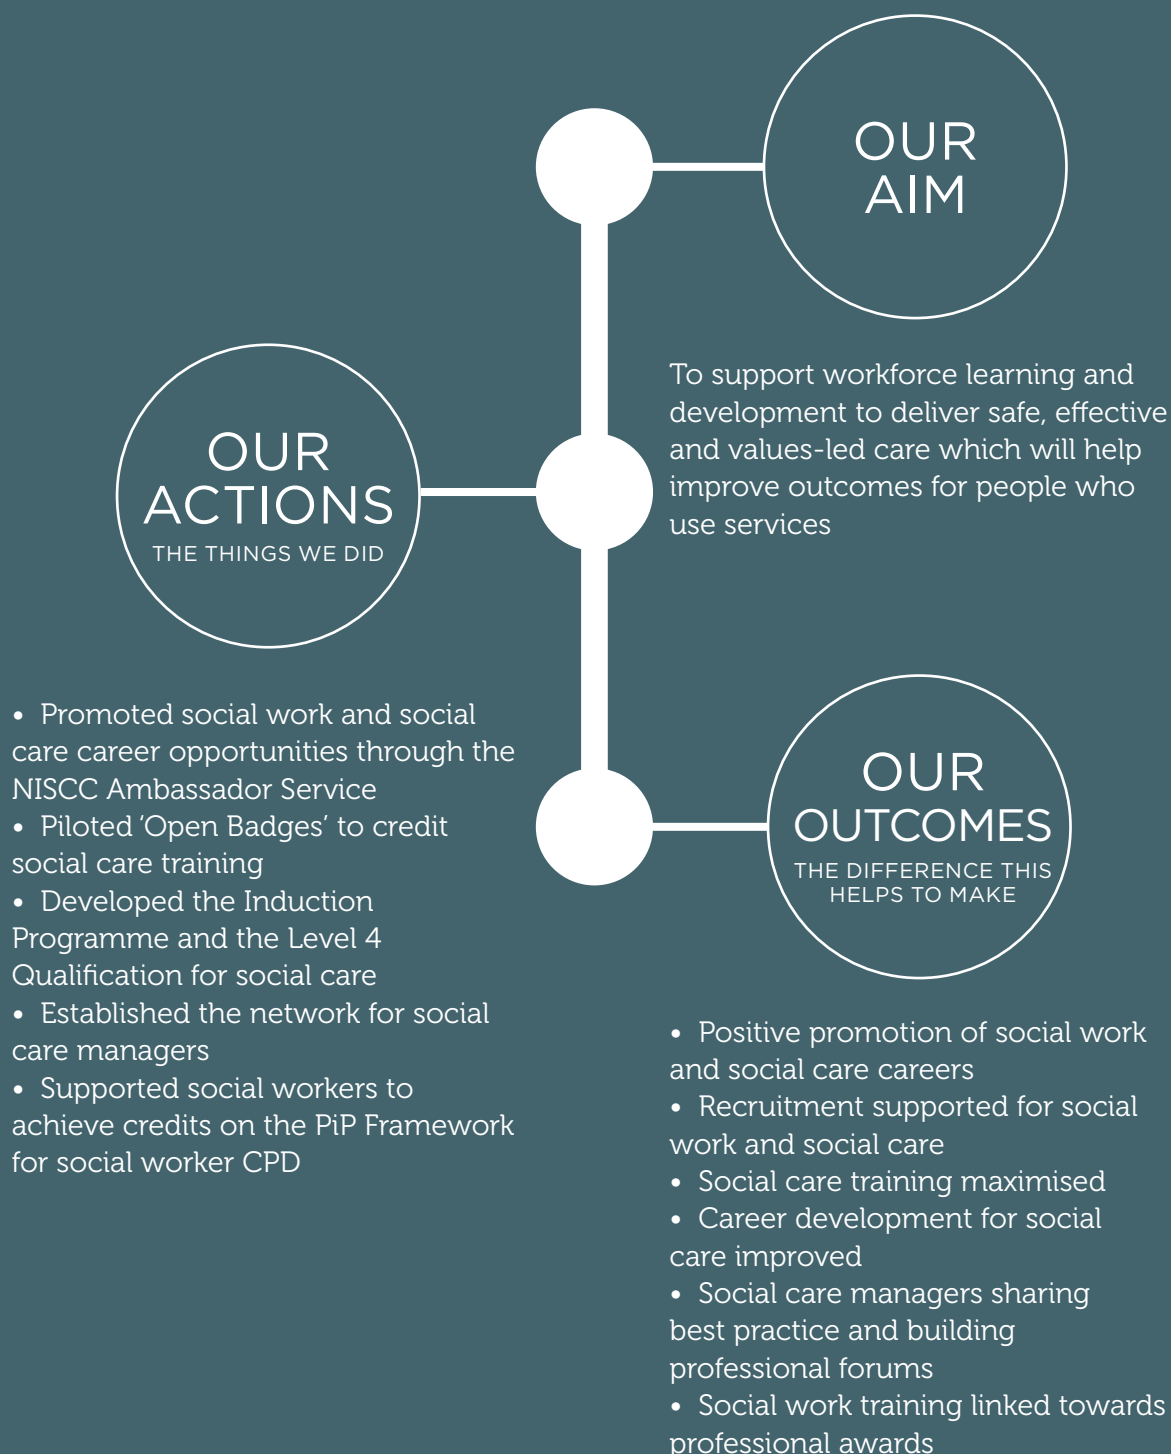 OUR
AIM
To support workforce learning and
development to deliver safe, effective
and values-led care which will help
improve outcomes for people who
use services
OUR
ACTIONS
THE THINGS WE DID
• Promoted social work and social
care career opportunities through the
NISCC Ambassador Service
• Piloted ‘Open Badges’ to credit
social care training
• Developed the Induction
Programme and the Level 4
Qualification for social care
• Established the network for social
care managers
• Supported social workers to
achieve credits on the PiP Framework
for social worker CPD
OUR
OUTCOMES
THE DIFFERENCE THIS
HELPS TO MAKE
• Positive promotion of social work
and social care careers
• Recruitment supported for social
work and social care
• Social care training maximised
• Career development for social
care improved
• Social care managers sharing
best practice and building
professional forums
• Social work training linked towards
professional awards